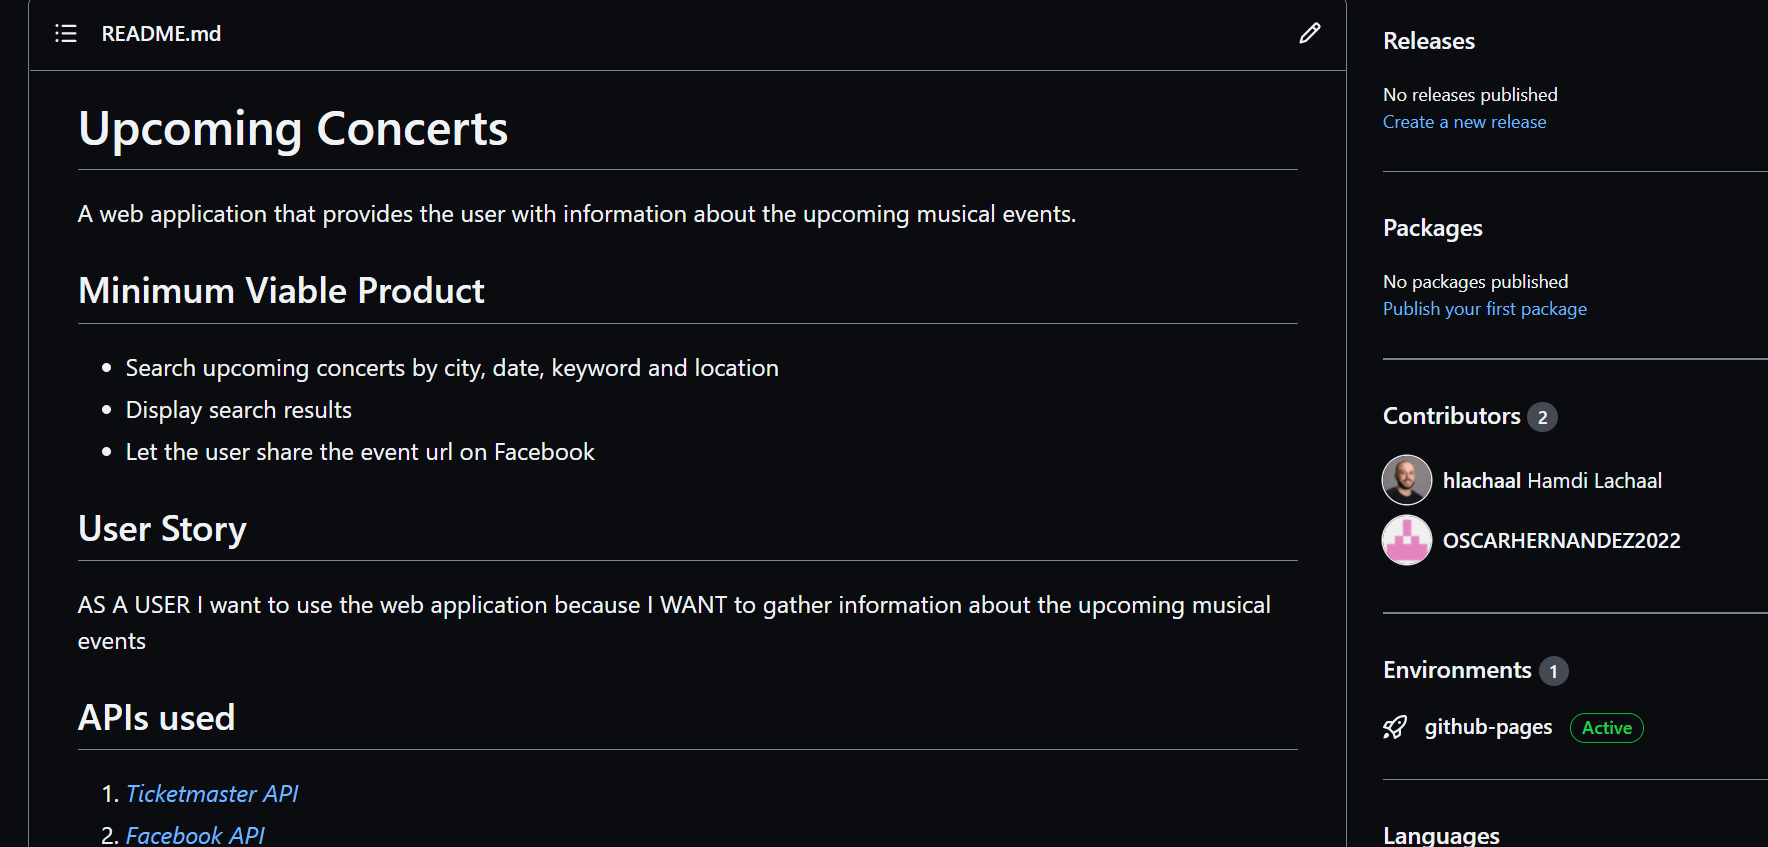 README.md
Upcoming Concerts
A web application that provides the user with information about the upcoming musical events.
Minimum Viable Product
Search upcoming concerts by city, date, keyword and location
Display search results
Let the user share the event url on Facebook
User Story
AS A USER I want to use the web application because I WANT to gather information about the upcoming musical
events
APIs used
1. Ticketmaster API
2. Facebook API
Releases
No releases published
Create a new release
Packages
No packages published
Publish your first package
Contributors 2
hlachaal Hamdi Lachaal
OSCARHERNANDEZ2022
Environments 1
github-pages Active
Languages